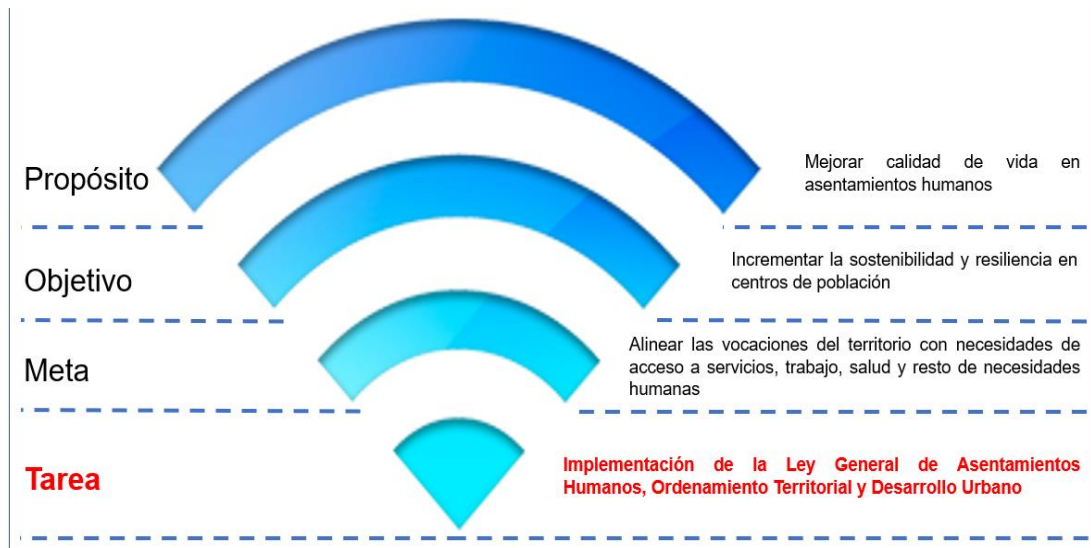 Propósito
Mejorar calidad de vida en
asentamientos humanos
Objetivo
Incrementar la sostenibilidad y resiliencia en
centros de población
Meta
Alinear las vocaciones del territorio con necesidades de
acceso a servicios, trabajo, salud y resto de necesidades
humanas
Tarea
Implementación de la Ley General de Asentamientos
Humanos, Ordenamiento Territorial y Desarrollo Urbano